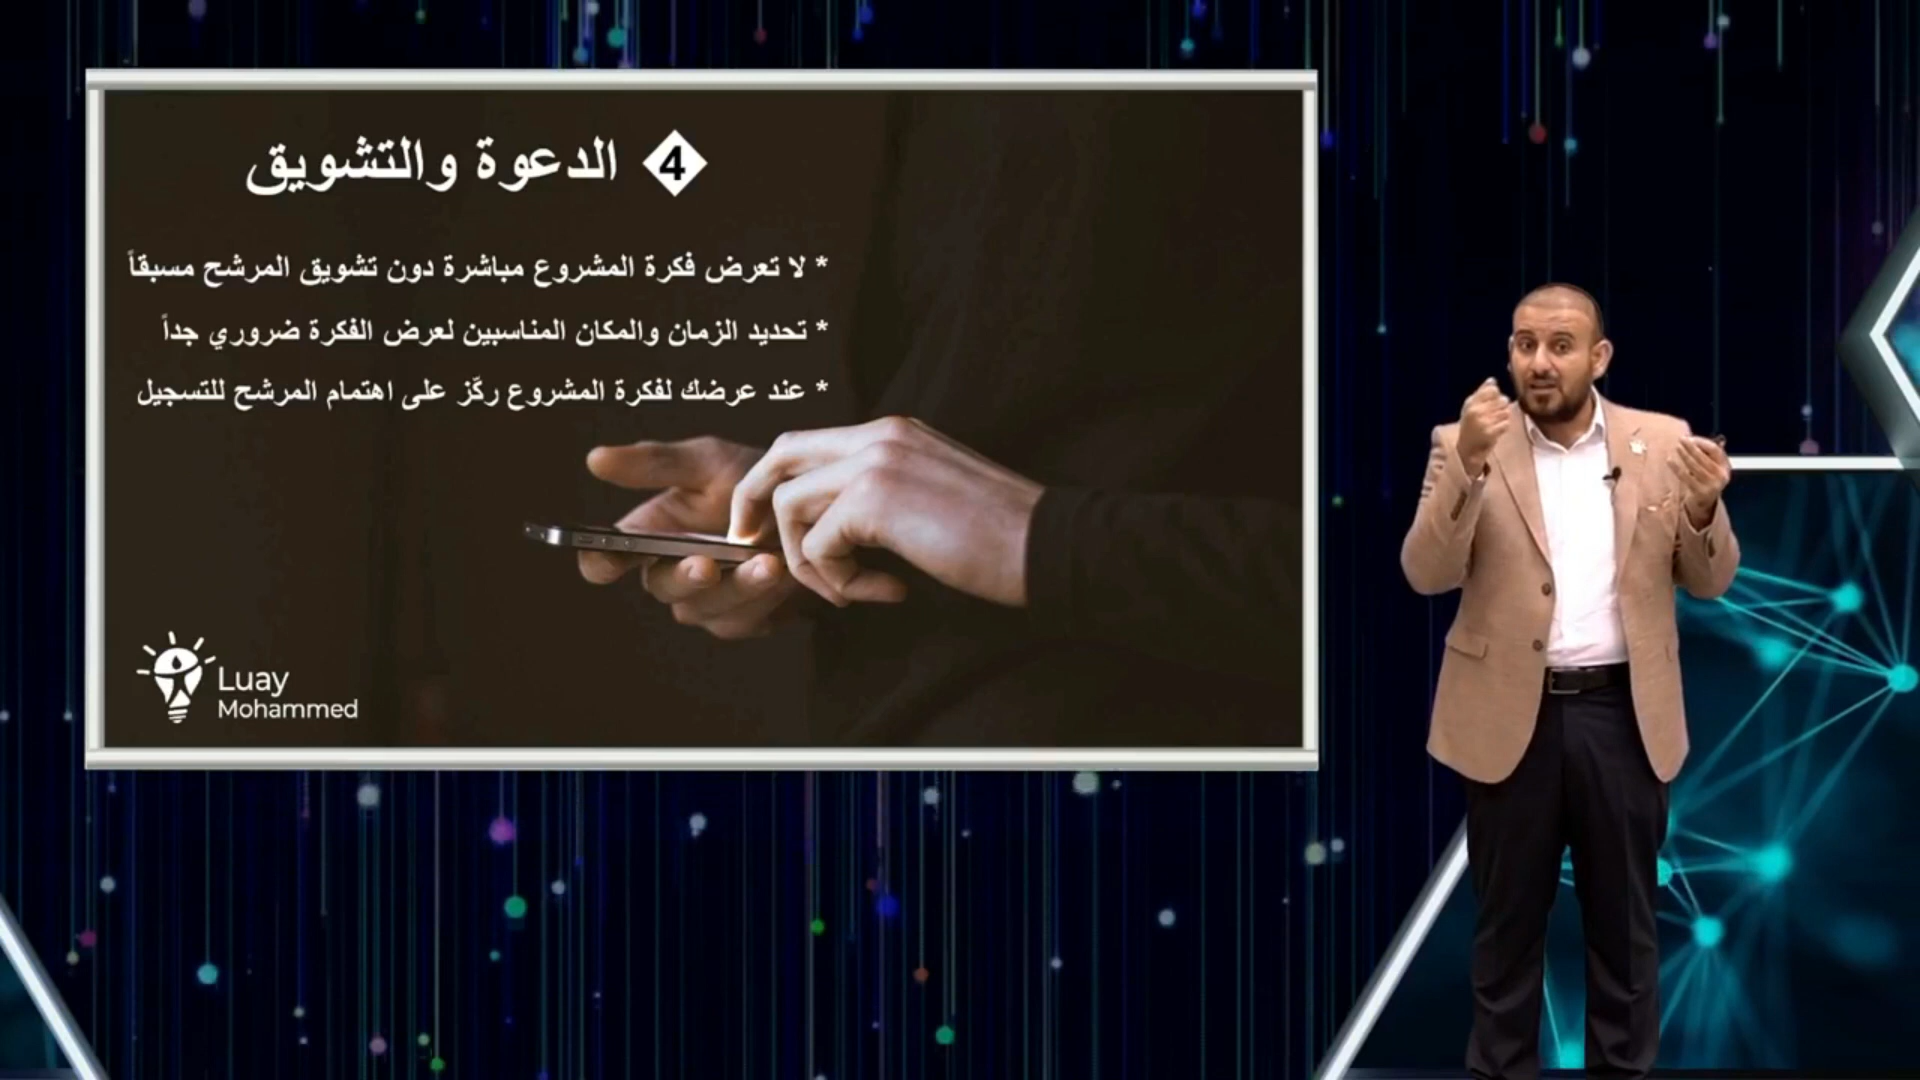 4 الدعوة والتشويق
* لا تعرض فكرة المشروع مباشرة دون تشويق المرشح مسبقاً
* تحديد الزمان والمكان المناسبين لعرض الفكرة ضروري جداً
* عند عرضك لفكرة المشروع ركّز على اهتمام المرشح للتسجيل
Luay
Mohammed